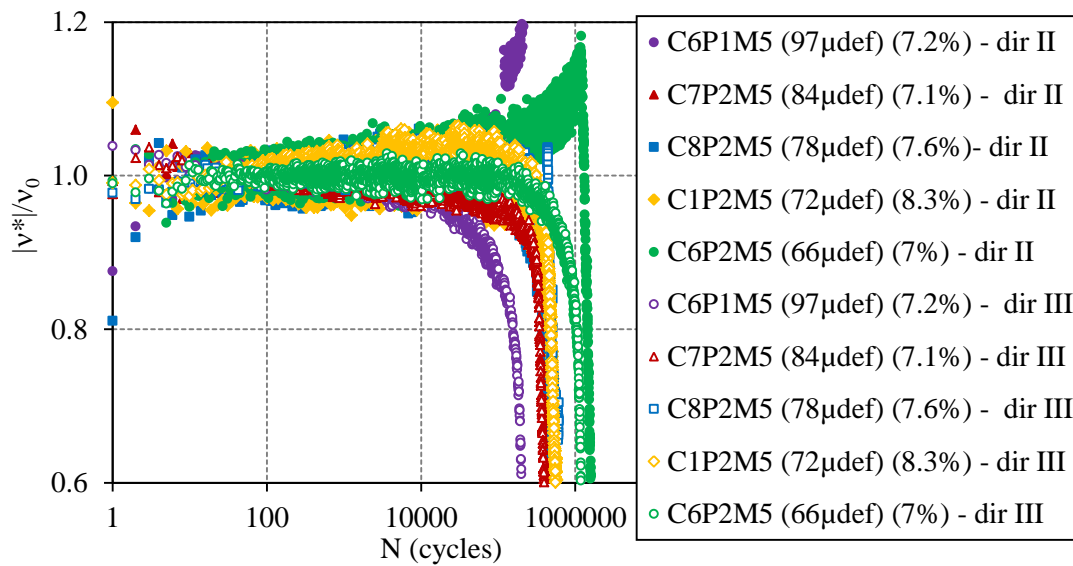 1.2
1.0
0.8
0.6
|ν*|/ν0
1
100
10000
1000000
N (cycles)
C6P1M5 (97μdef) (7.2%) - dir II
C7P2M5 (84μdef) (7.1%) -  dir II
C8P2M5 (78μdef) (7.6%)- dir II
C1P2M5 (72μdef) (8.3%) - dir II
C6P2M5 (66μdef) (7%) - dir II
C6P1M5 (97μdef) (7.2%) - dir III
C7P2M5 (84μdef) (7.1%) - dir III
C8P2M5 (78μdef) (7.6%) - dir III
C1P2M5 (72μdef) (8.3%) - dir III
C6P2M5 (66μdef) (7%) - dir III